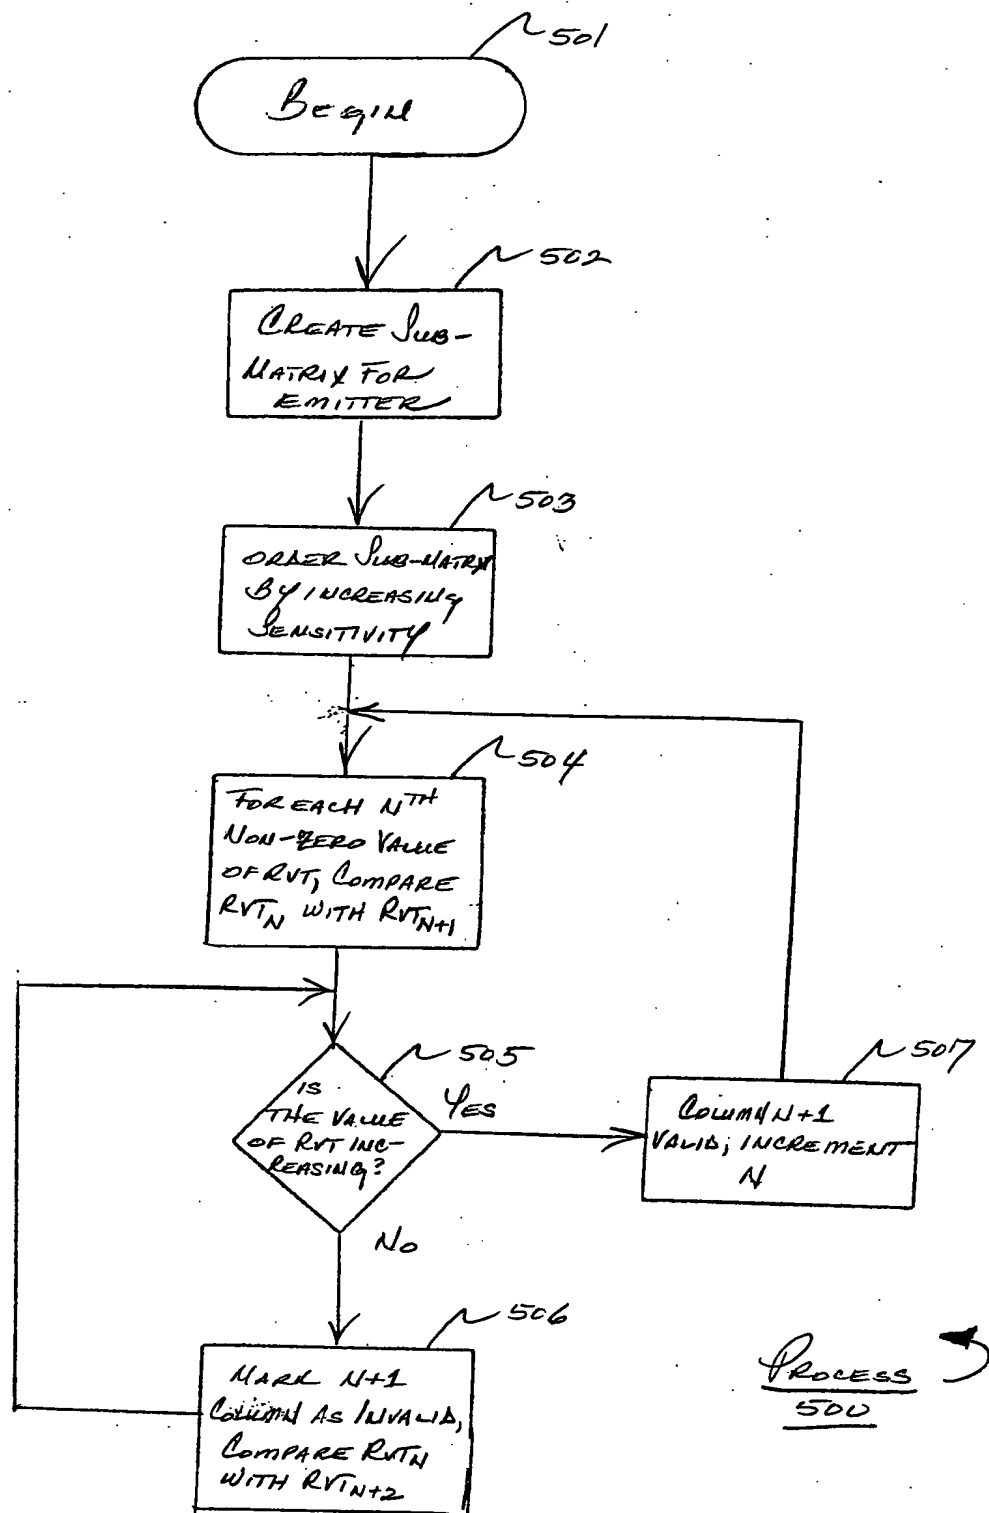 501
BEGIN
502
CREATE SUB-
MATRIX FOR
EMITTER
503
ORDER SUB-MATRIX
BY INCREASING
SENSITIVITY
504
FOR EACH NTH
NON-ZERO VALUE
OF RVT, COMPARE
RVTN WITH RVTN+1
505
IS
THE VALUE
OF RVT INC-
REASING?
YES
507
COLUMN N+1
VALID; INCREMENT
N
NO
506
MARK N+1
COLUMN AS INVALID,
COMPARE RVTN
WITH RVTN+2
PROCESS
500